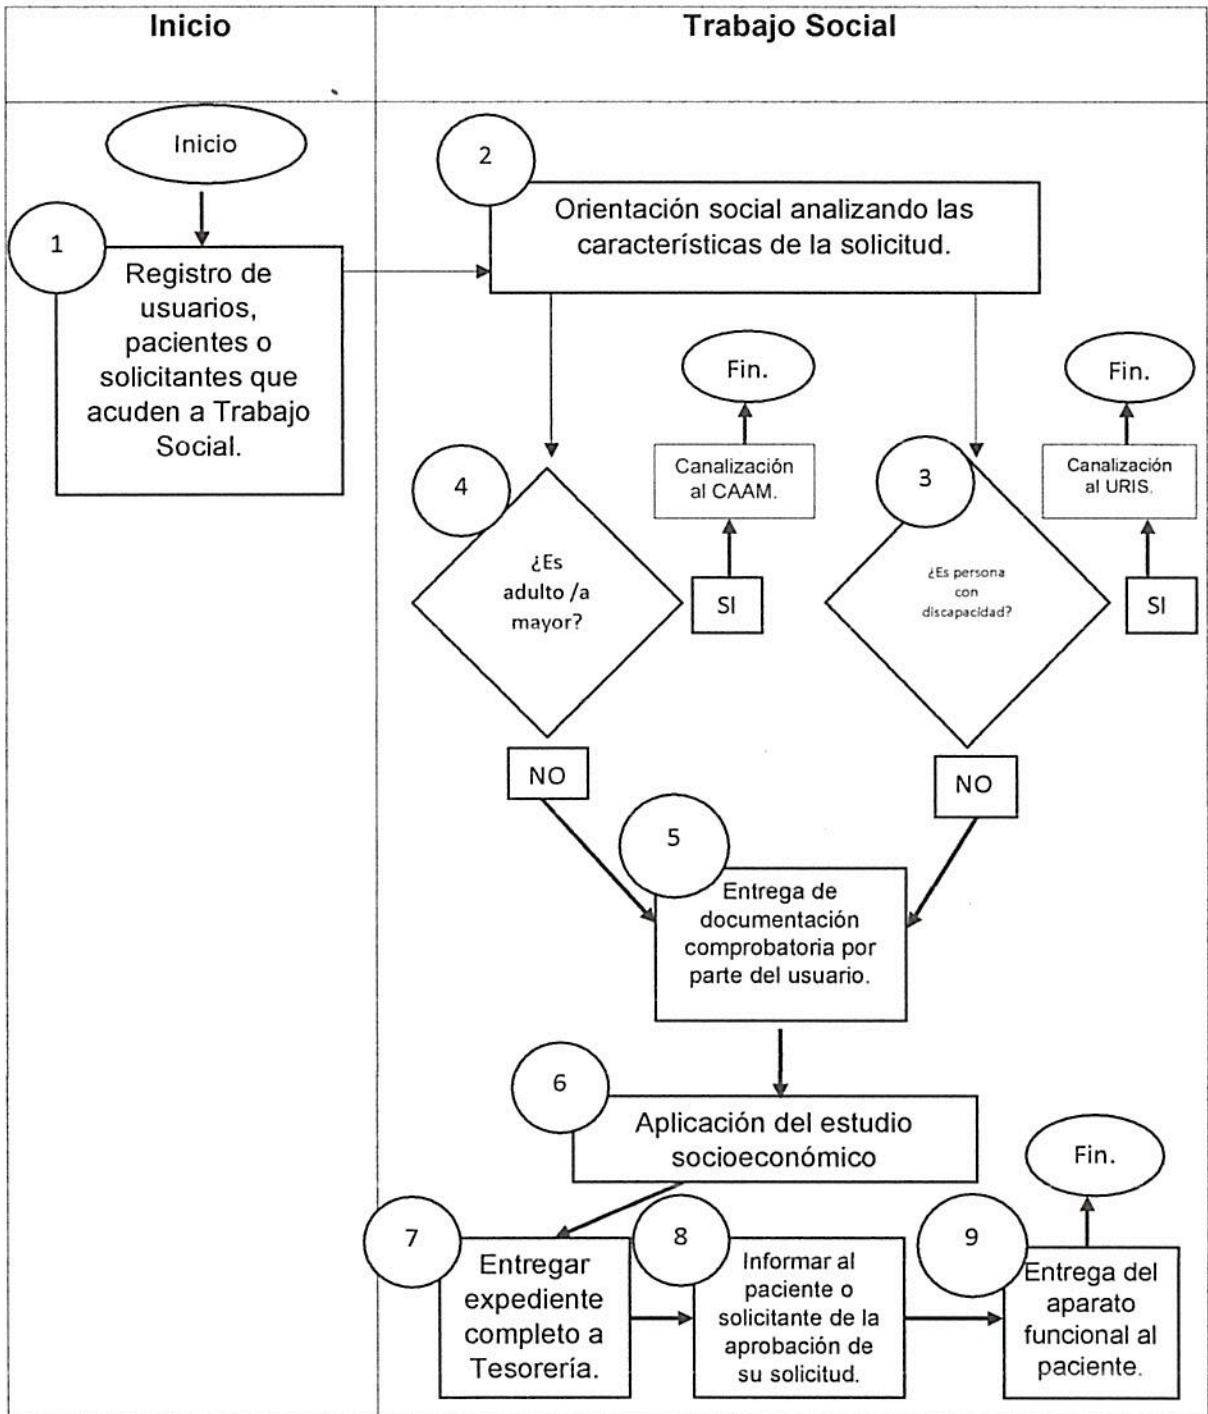 Inicio
Trabajo Social
Inicio
1
Registro de
usuarios,
pacientes o
solicitantes que
acuden a Trabajo
Social.
2
Orientación social analizando las
características de la solicitud.
Fin.
Canalización
al CAAM.
4
¿Es
adulto /a
mayor?
SI
NO
Fin.
Canalización
al URIS.
3
¿Es persona
con
discapacidad?
SI
NO
5
Entrega de
documentación
comprobatoria por
parte del usuario.
6
Aplicación del estudio
socioeconómico
7
Entregar
expediente
completo a
Tesorería.
8
Informar al
paciente o
solicitante de la
aprobación de
su solicitud.
9
Entrega del
aparato
funcional al
paciente.
Fin.